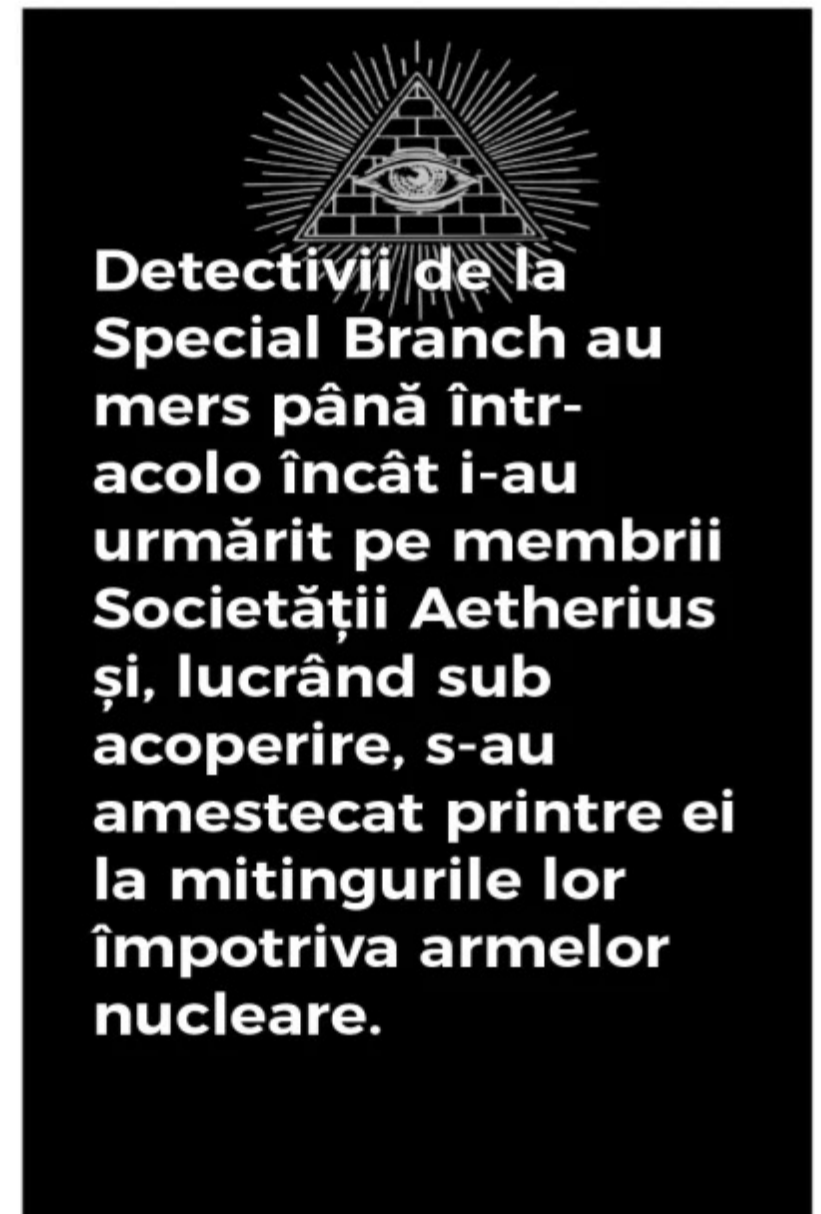 Detectivii de la
Special Branch au
mers până într-
acolo încât i-au
urmărit pe membrii
Societății Aetherius
și, lucrând sub
acoperire, s-au
amestecat printre ei
la mitingurile lor
împotriva armelor
nucleare.